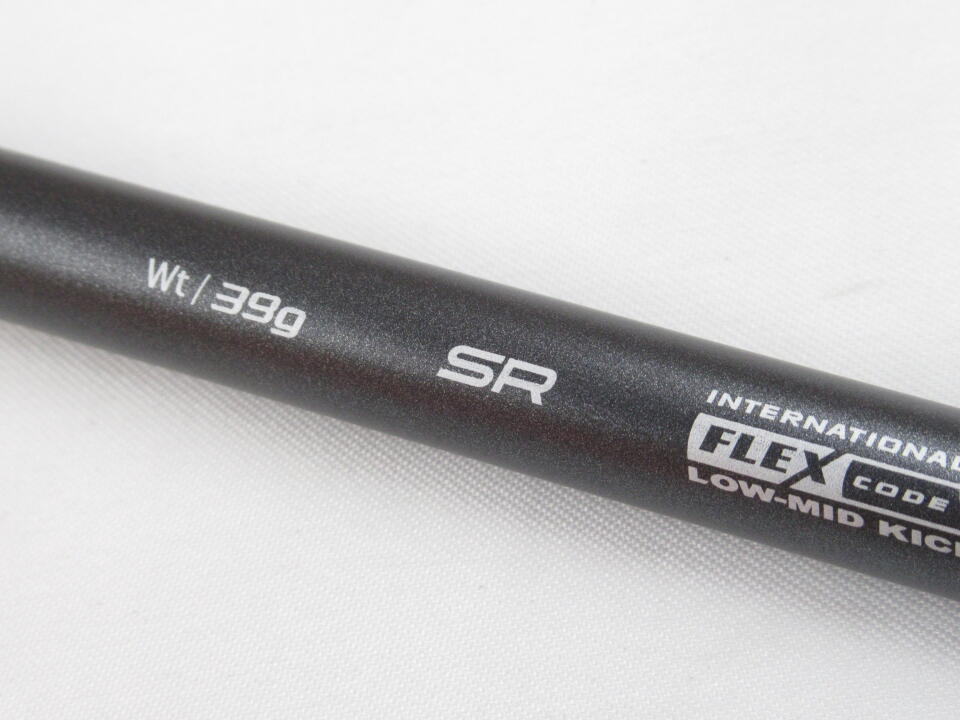 Wt / 39g
SR
INTERNATIONAL
FLEX CODE
LOW-MID KICK